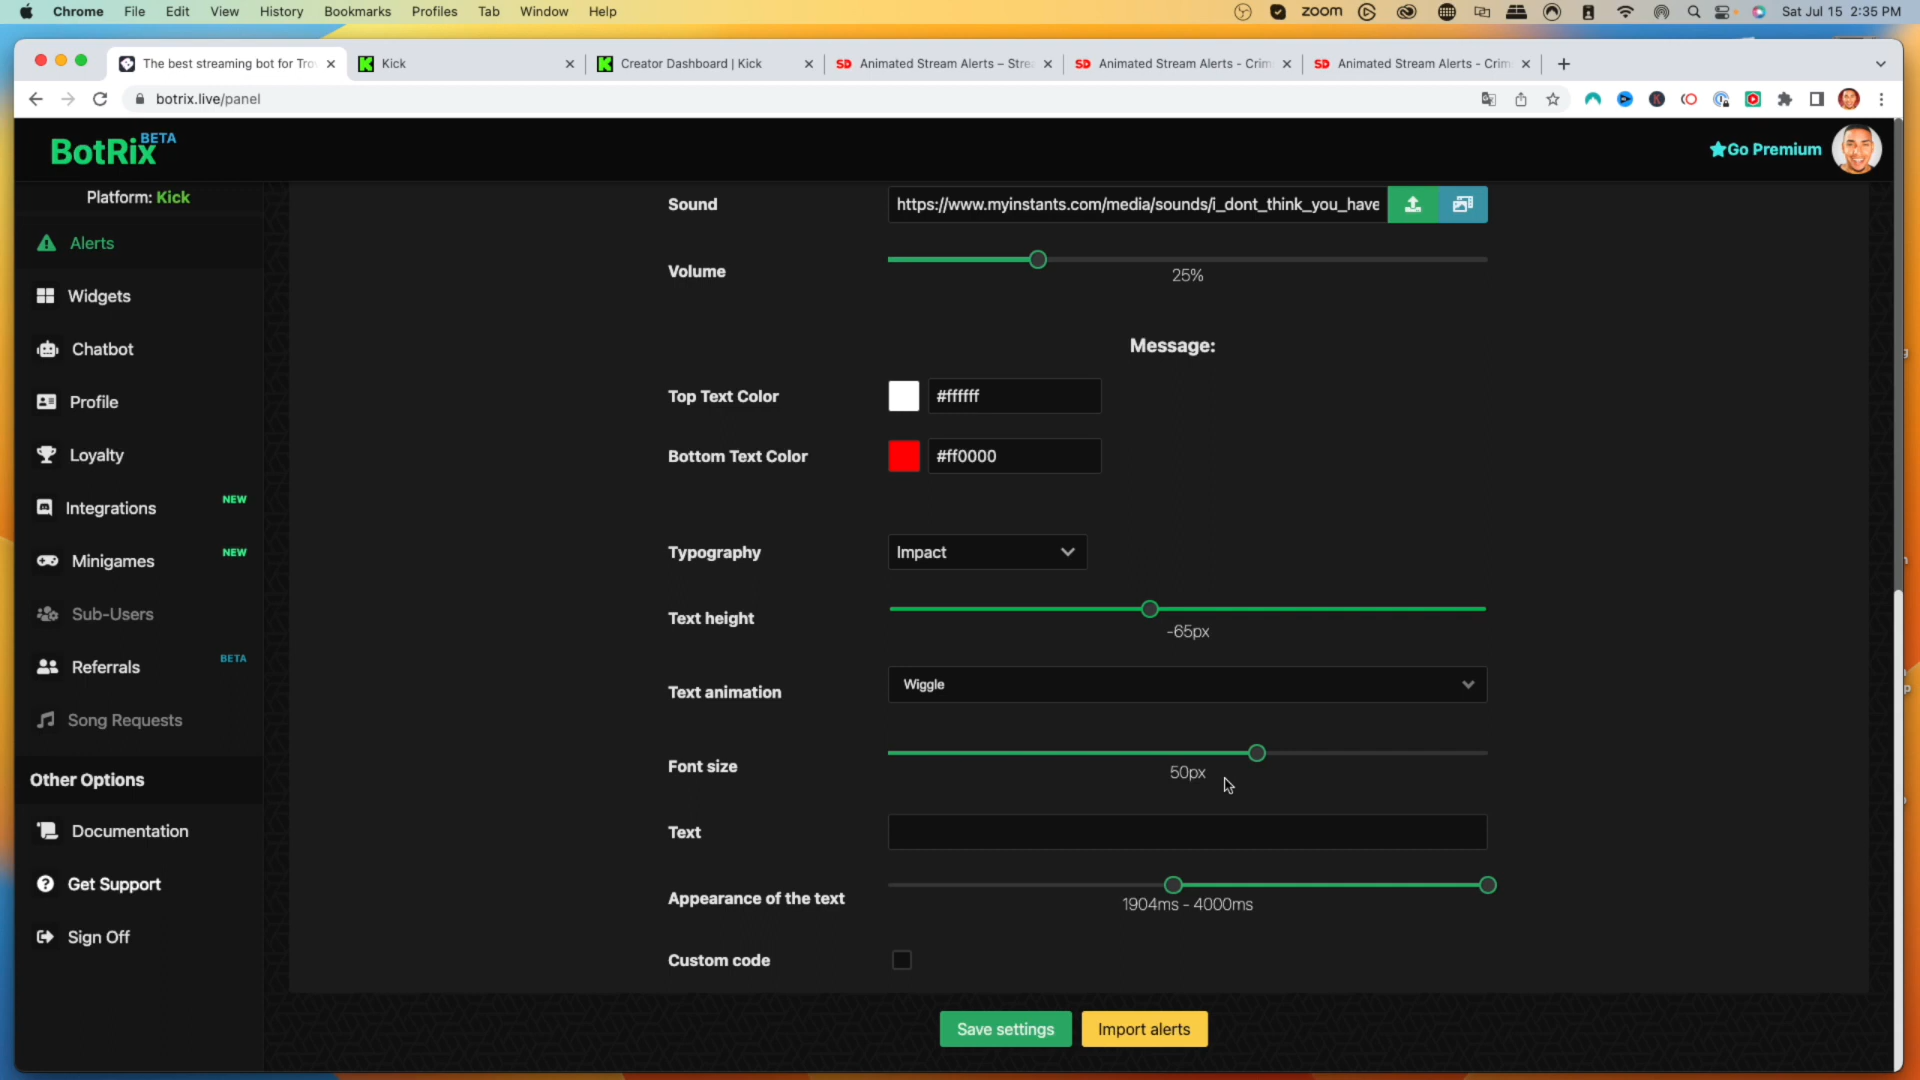 Chrome File Edit View History Bookmarks Profiles Tab Window Help zoom Sat Jul 15 2:35 PM
The best streaming bot for Tro
Kick
Creator Dashboard | Kick
SD Animated Stream Alerts – Stre
SD Animated Stream Alerts - Crim
SD Animated Stream Alerts - Crim
botrix.live/panel
BotRix BETA
Go Premium
Platform: Kick
Alerts
Widgets
Chatbot
Profile
Loyalty
Integrations NEW
Minigames NEW
Sub-Users
Referrals BETA
Song Requests
Other Options
Documentation
Get Support
Sign Off
Sound https://www.myinstants.com/media/sounds/i_dont_think_you_have
Volume
25%
Message:
Top Text Color #ffffff
Bottom Text Color #ff0000
Typography Impact
Text height
-65px
Text animation Wiggle
Font size
50px
Text
Appearance of the text
1904ms - 4000ms
Custom code
Save settings Import alerts